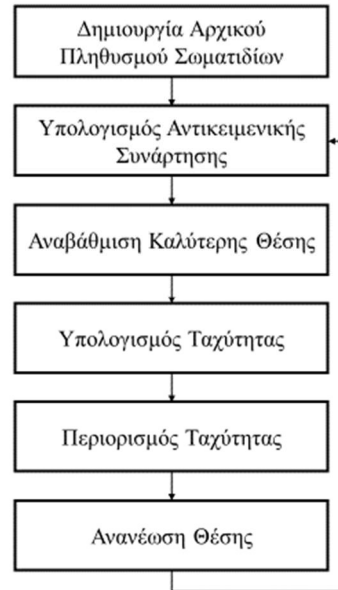 Δημιουργία Αρχικού
Πληθυσμού Σωματιδίων
Υπολογισμός Αντικειμενικής
Συνάρτησης
Αναβάθμιση Καλύτερης Θέσης
Υπολογισμός Ταχύτητας
Περιορισμός Ταχύτητας
Ανανέωση Θέσης